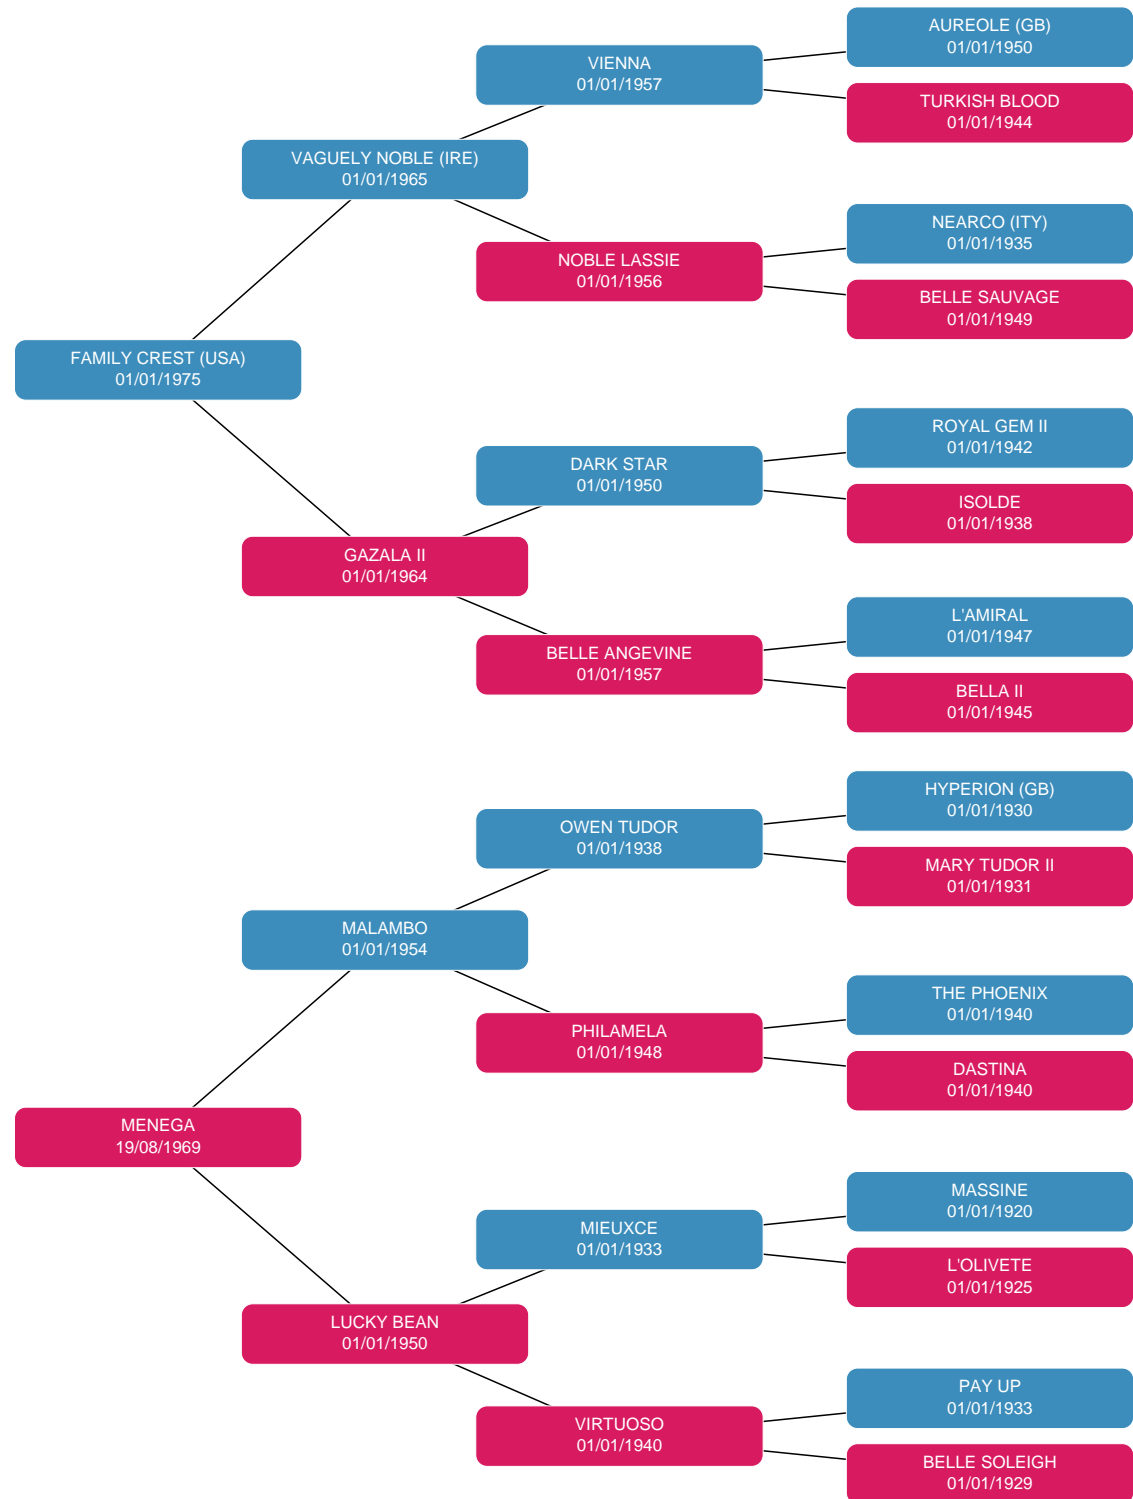 AUREOLE (GB)
01/01/1950
VIENNA
01/01/1957
TURKISH BLOOD
01/01/1944
VAGUELY NOBLE (IRE)
01/01/1965
NEARCO (ITY)
01/01/1935
NOBLE LASSIE
01/01/1956
BELLE SAUVAGE
01/01/1949
FAMILY CREST (USA)
01/01/1975
ROYAL GEM II
01/01/1942
DARK STAR
01/01/1950
ISOLDE
01/01/1938
GAZALA II
01/01/1964
L'AMIRAL
01/01/1947
BELLE ANGEVINE
01/01/1957
BELLA II
01/01/1945
HYPERION (GB)
01/01/1930
OWEN TUDOR
01/01/1938
MARY TUDOR II
01/01/1931
MALAMBO
01/01/1954
THE PHOENIX
01/01/1940
PHILAMELA
01/01/1948
DASTINA
01/01/1940
MENEGA
19/08/1969
MASSINE
01/01/1920
MIEUXCE
01/01/1933
L'OLIVETE
01/01/1925
LUCKY BEAN
01/01/1950
PAY UP
01/01/1933
VIRTUOSO
01/01/1940
BELLE SOLEIGH
01/01/1929